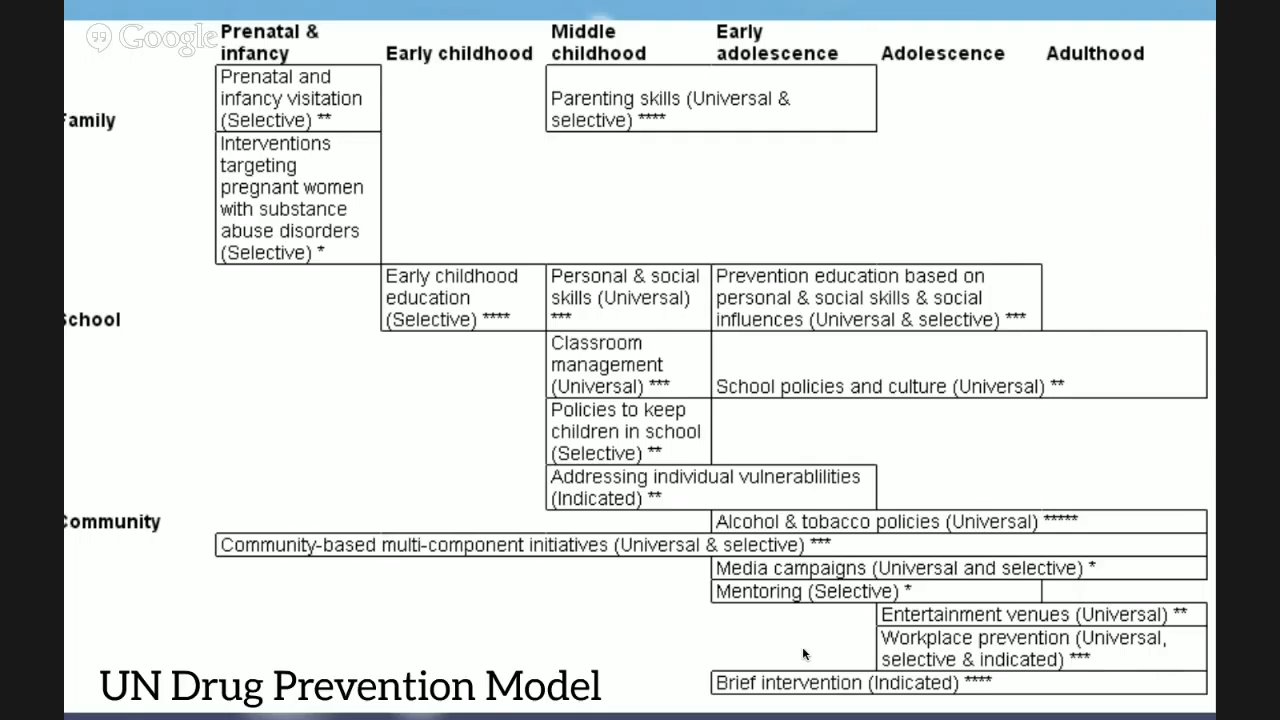 Google
Prenatal & infancy
Early childhood
Middle childhood
Early adolescence
Adolescence
Adulthood
Family
Prenatal and
infancy visitation
(Selective) **
Parenting skills (Universal &
selective) ****
Interventions
targeting
pregnant women
with substance
abuse disorders
(Selective) *
School
Early childhood
education
(Selective) ****
Personal & social
skills (Universal)
***
Prevention education based on
personal & social skills & social
influences (Universal & selective) ***
Classroom
management
(Universal) ***
School policies and culture (Universal) **
Policies to keep
children in school
(Selective) **
Addressing individual vulnerablilities
(Indicated) **
Community
Alcohol & tobacco policies (Universal) *****
Community-based multi-component initiatives (Universal & selective) ***
Media campaigns (Universal and selective) *
Mentoring (Selective) *
Entertainment venues (Universal) **
Workplace prevention (Universal,
selective & indicated) ***
Brief intervention (Indicated) ****
UN Drug Prevention Model